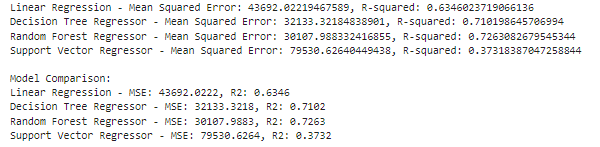 Linear Regression - Mean Squared Error: 43692.02219467589, R-squared: 0.6346023719066136
Decision Tree Regressor - Mean Squared Error: 32133.32184838901, R-squared: 0.710198645706994
Random Forest Regressor - Mean Squared Error: 30107.988332416855, R-squared: 0.7263082679545344
Support Vector Regressor - Mean Squared Error: 79530.62640449438, R-squared: 0.37318387047258844
Model Comparison:
Linear Regression - MSE: 43692.0222, R2: 0.6346
Decision Tree Regressor - MSE: 32133.3218, R2: 0.7102
Random Forest Regressor - MSE: 30107.9883, R2: 0.7263
Support Vector Regressor - MSE: 79530.6264, R2: 0.3732